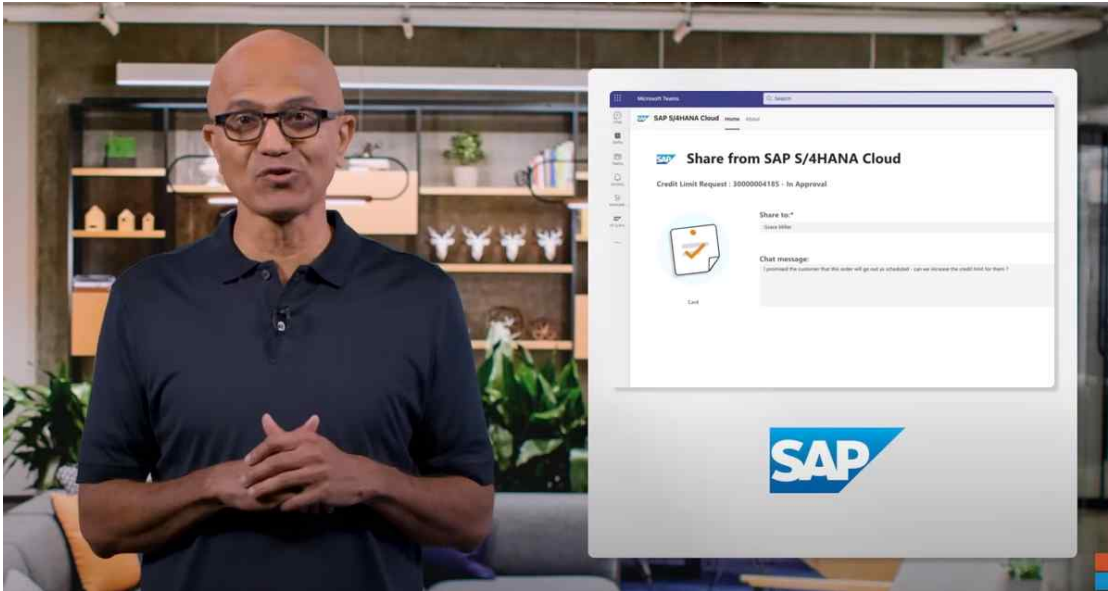 Microsoft Teams
Search
SAP SAP S/4HANA Cloud Home About
SAP Share from SAP S/4HANA Cloud
Credit Limit Request : 30000004185 - In Approval
Share to:*
Grace Miller
Chat message:
I promised the customer that this order will go out as scheduled - can we increase the credit limit for them ?
Card
SAP